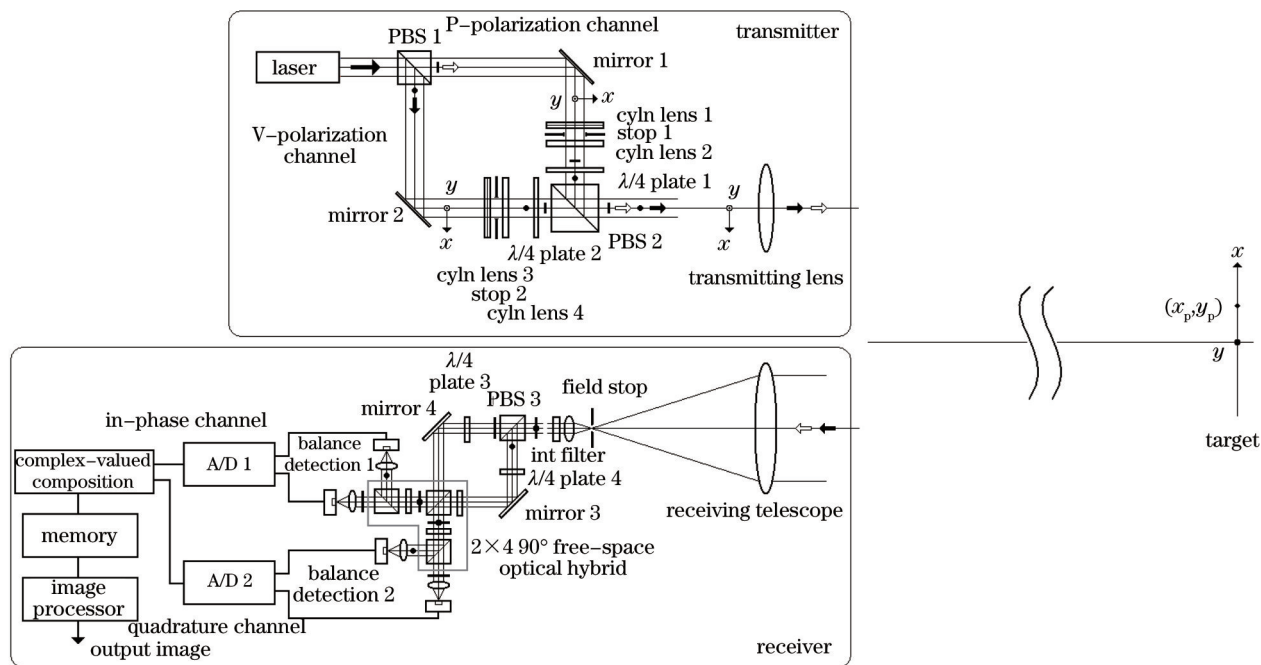 P-polarization channel
transmitter
PBS 1
mirror 1
laser
y
x
cyln lens 1
stop 1
cyln lens 2
V-polarization
channel
λ/4 plate 1
y
y
mirror 2
x
λ/4 plate 2
PBS 2
x
transmitting lens
cyln lens 3
stop 2
cyln lens 4
x
(xp,yp)
y
target
λ/4
plate 3
PBS 3
field stop
mirror 4
in-phase channel
balance
detection 1
A/D 1
int filter
λ/4 plate 4
complex-valued
composition
mirror 3
receiving telescope
memory
2×4 90° free-space
optical hybrid
A/D 2
balance
detection 2
image
processor
quadrature channel
output image
receiver